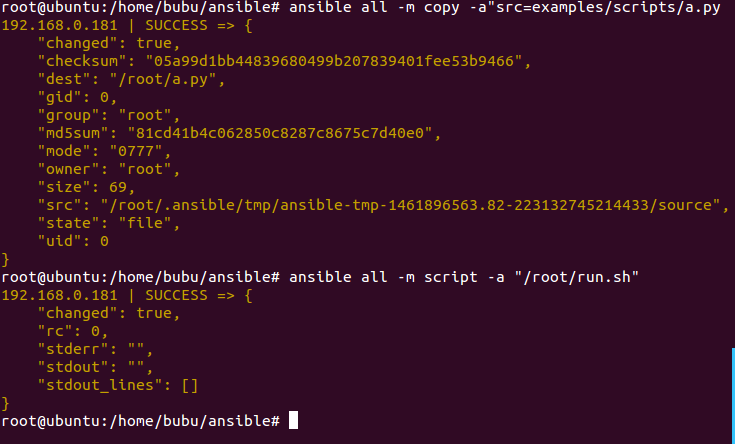 root@ubuntu:/home/bubu/ansible# ansible all -m copy -a"src=examples/scripts/a.py
192.168.0.181 | SUCCESS => {
    "changed": true,
    "checksum": "05a99d1bb44839680499b207839401fee53b9466",
    "dest": "/root/a.py",
    "gid": 0,
    "group": "root",
    "md5sum": "81cd41b4c062850c8287c8675c7d40e0",
    "mode": "0777",
    "owner": "root",
    "size": 69,
    "src": "/root/.ansible/tmp/ansible-tmp-1461896563.82-223132745214433/source",
    "state": "file",
    "uid": 0
}
root@ubuntu:/home/bubu/ansible# ansible all -m script -a "/root/run.sh"
192.168.0.181 | SUCCESS => {
    "changed": true,
    "rc": 0,
    "stderr": "",
    "stdout": "",
    "stdout_lines": []
}
root@ubuntu:/home/bubu/ansible#